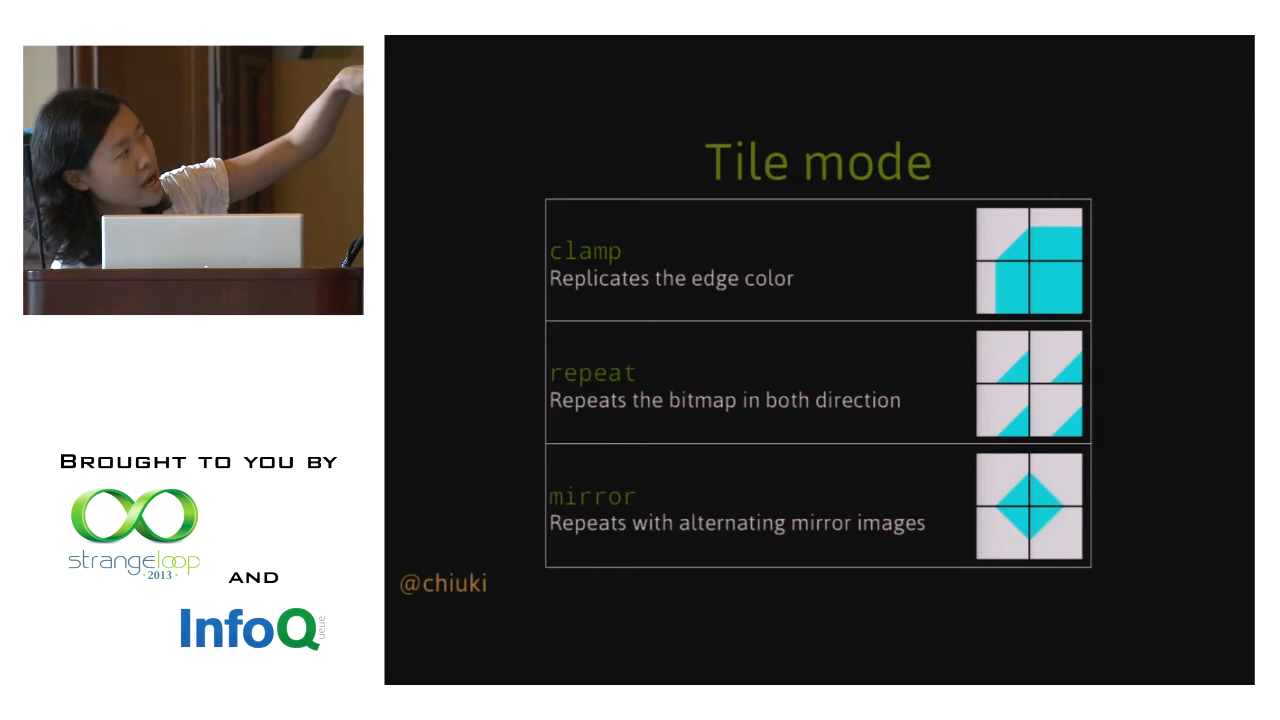 Tile mode
clamp
Replicates the edge color
repeat
Repeats the bitmap in both direction
mirror
Repeats with alternating mirror images
@chiuki
BROUGHT TO YOU BY
strangeloop
·2013·
AND
InfoQ
ueue